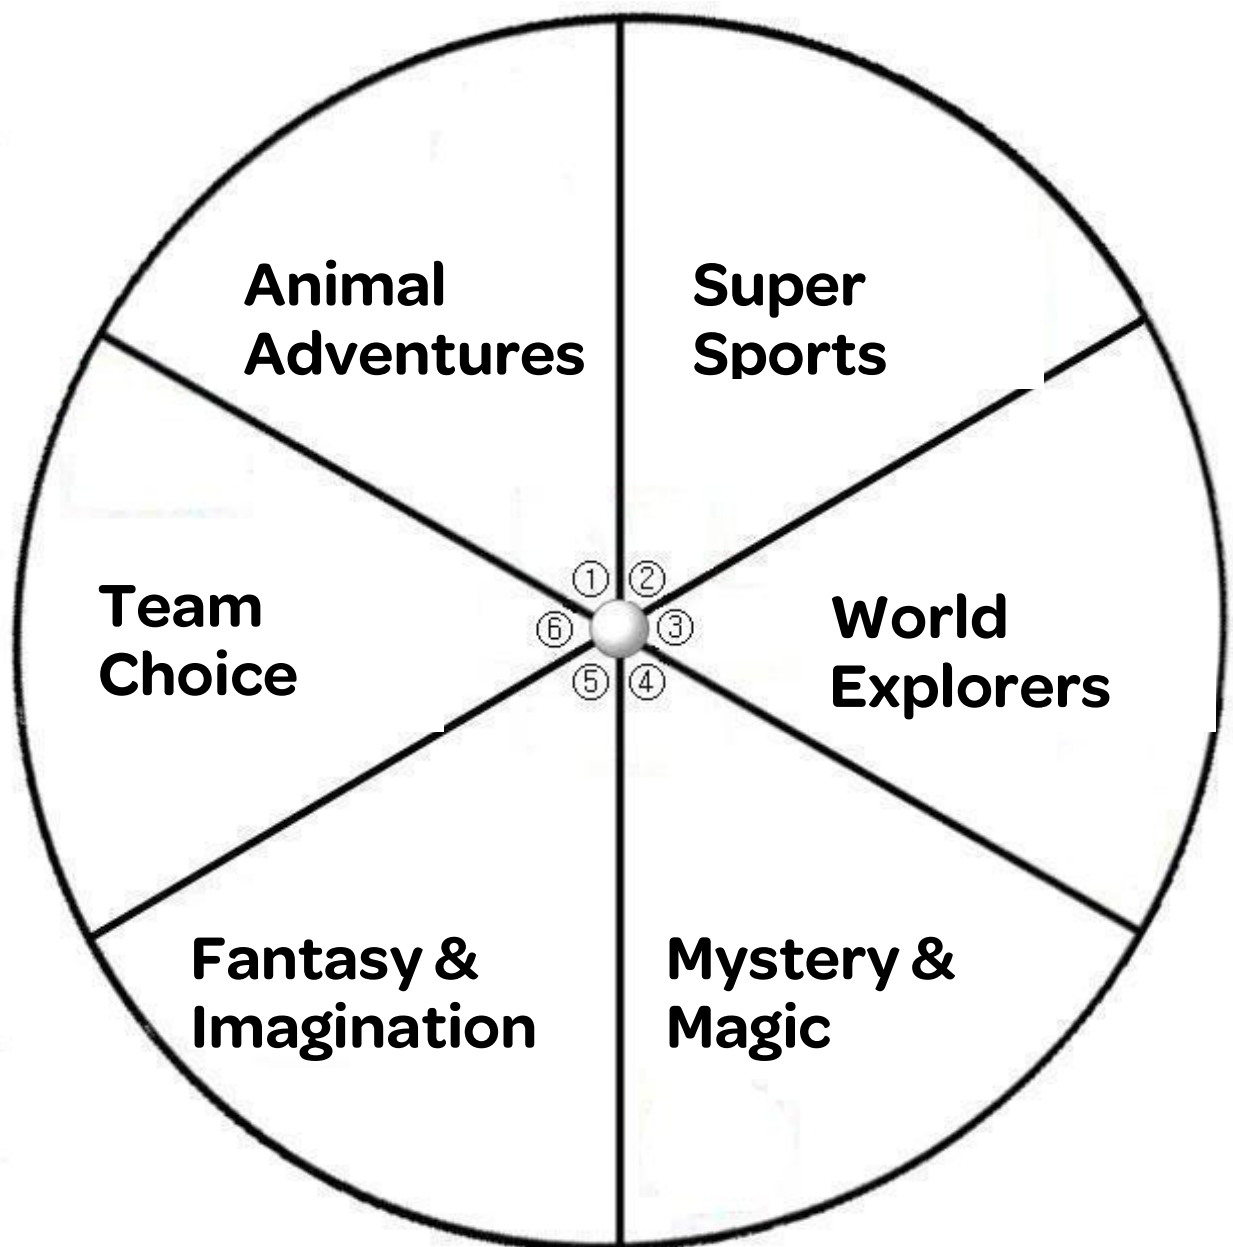 Animal
Adventures
Super
Sports
①
②
⑥
③
⑤
④
Team
Choice
World
Explorers
Fantasy &
Imagination
Mystery &
Magic